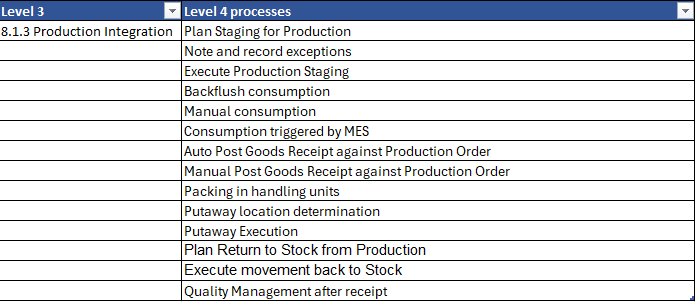 Level 3 Level 4 processes
8.1.3 Production Integration Plan Staging for Production
Note and record exceptions
Execute Production Staging
Backflush consumption
Manual consumption
Consumption triggered by MES
Auto Post Goods Receipt against Production Order
Manual Post Goods Receipt against Production Order
Packing in handling units
Putaway location determination
Putaway Execution
Plan Return to Stock from Production
Execute movement back to Stock
Quality Management after receipt